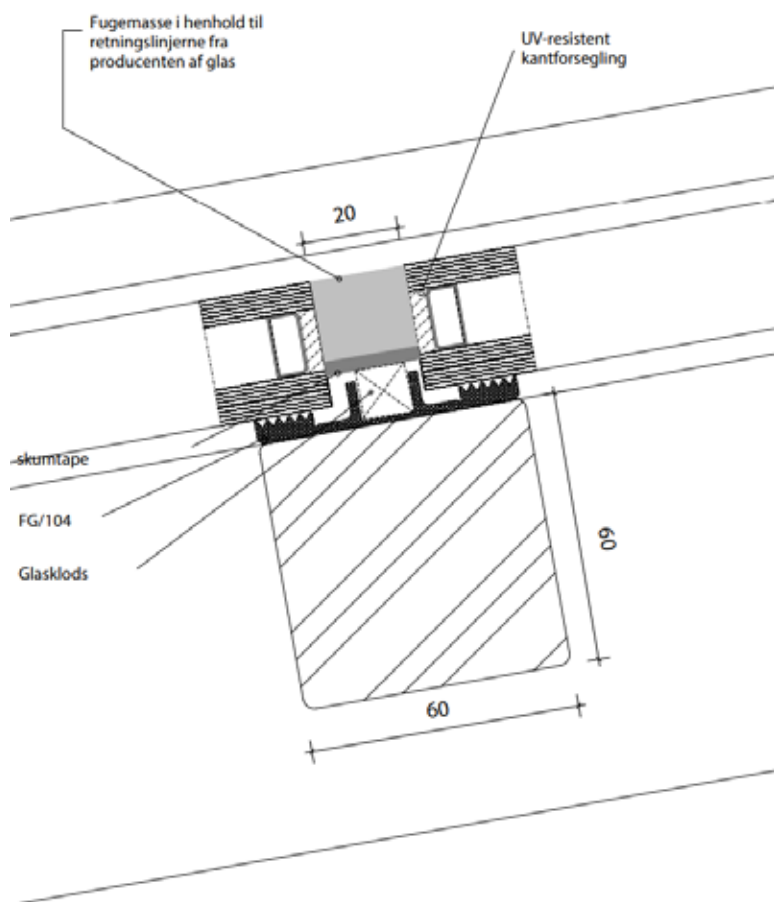 Fugemasse i henhold til
retningslinjerne fra
producenten af glas
UV-resistent
kantforsegling
20
skumtape
FG/104
Glasklods
60
60